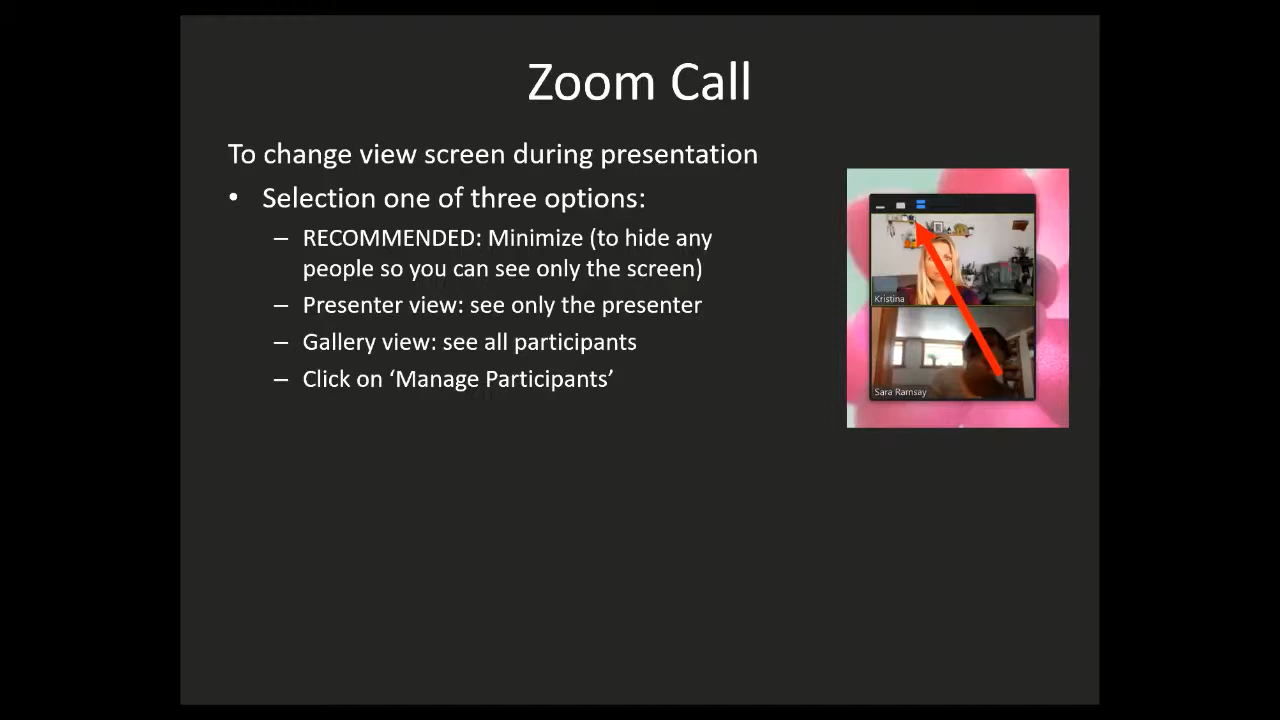 Zoom Call
To change view screen during presentation
• Selection one of three options:
– RECOMMENDED: Minimize (to hide any
people so you can see only the screen)
– Presenter view: see only the presenter
– Gallery view: see all participants
– Click on ‘Manage Participants’
Kristina
Sara Ramsay